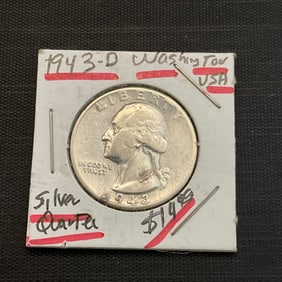 1943-D Washington
USA
LIBERTY
IN GOD WE
TRUST
1943
Silver
Quarter
$14.99